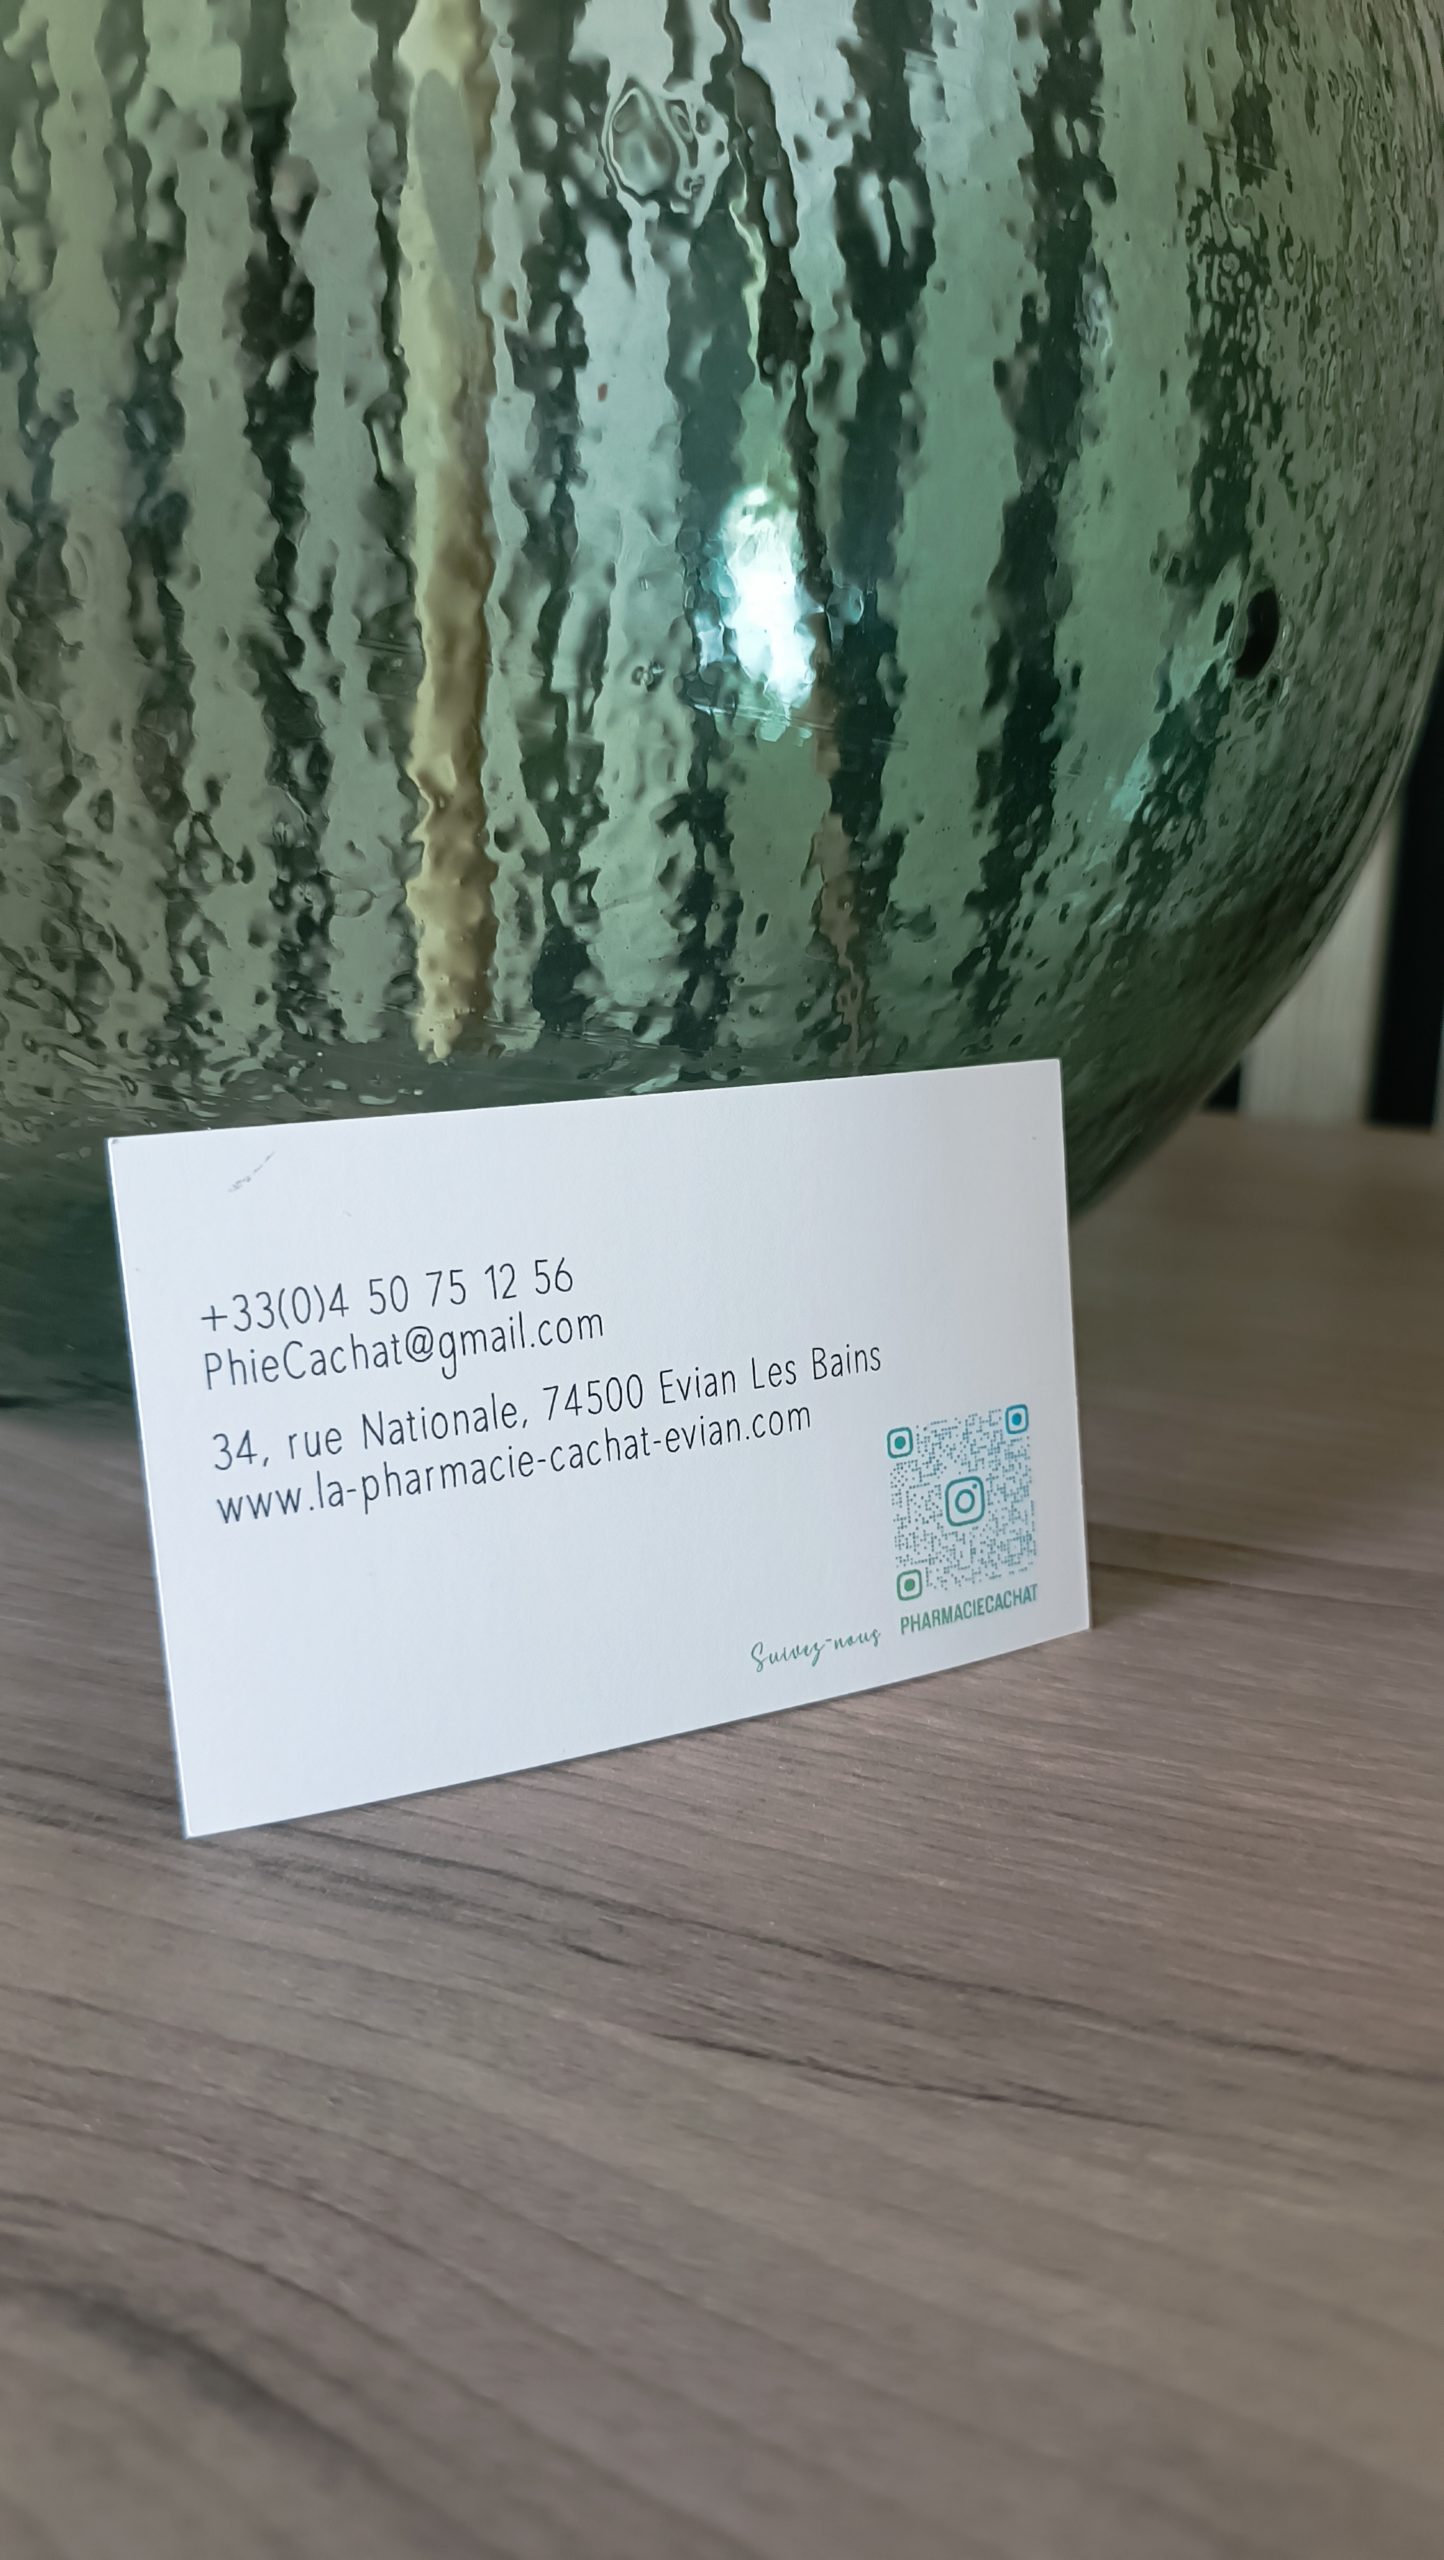 +33(0)4 50 75 12 56
PhieCachat@gmail.com
34, rue Nationale, 74500 Evian Les Bains
www.la-pharmacie-cachat-evian.com
Suivez-nous
PHARMACIECACHAT